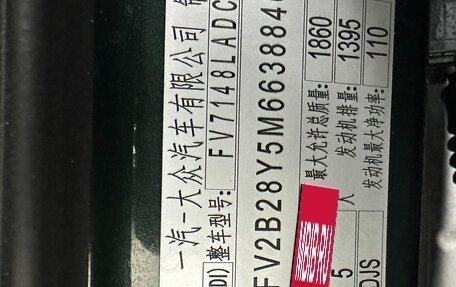 一汽-大众汽车有限公司 制
(DI) 整车型号: FV7148LADC
FV2B28Y5M663884
最大允许总质量: 1860
5 人 发动机排量: 1395
DJS 发动机最大净功率: 110